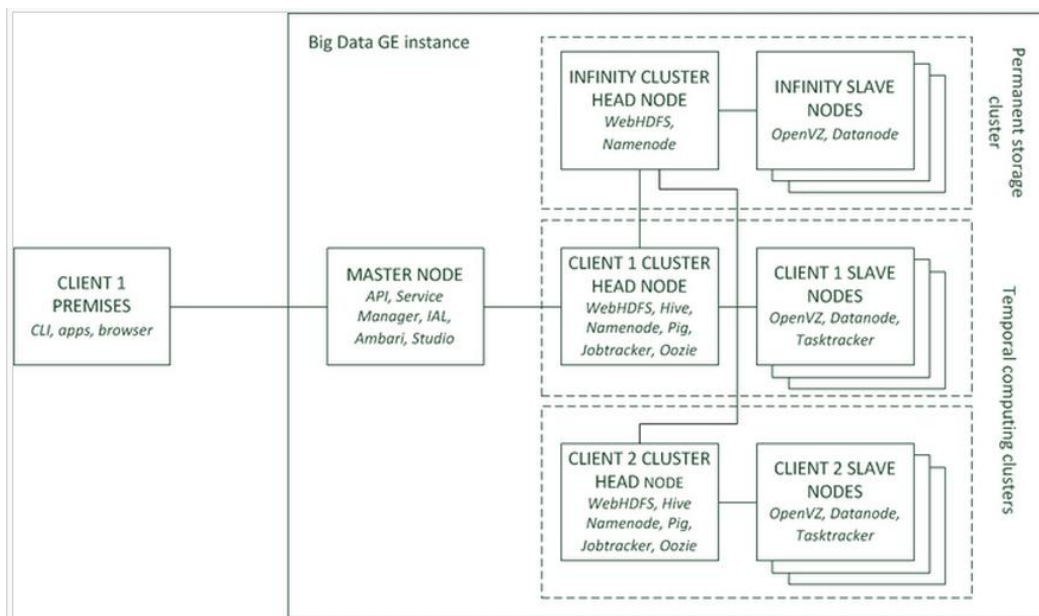 Big Data GE instance
INFINITY CLUSTER
HEAD NODE
WebHDFS,
Namenode
INFINITY SLAVE
NODES
OpenVZ, Datanode
Permanent storage
cluster
CLIENT 1
PREMISES
CLI, apps, browser
MASTER NODE
API, Service
Manager, IAL,
Ambari, Studio
CLIENT 1 CLUSTER
HEAD NODE
WebHDFS, Hive,
Namenode, Pig,
Jobtracker, Oozie
CLIENT 1 SLAVE
NODES
OpenVZ, Datanode,
Tasktracker
Temporal computing clusters
CLIENT 2 CLUSTER
HEAD NODE
WebHDFS, Hive
Namenode, Pig,
Jobtracker, Oozie
CLIENT 2 SLAVE
NODES
OpenVZ, Datanode,
Tasktracker